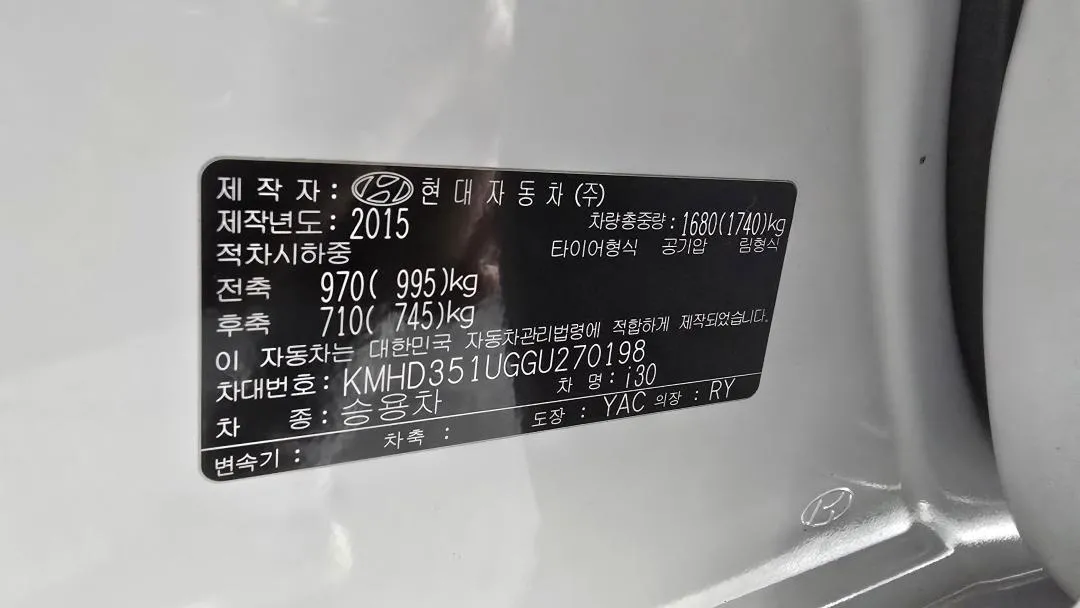 제 작 자 : 현 대 자 동 차 (주)
제작년도 : 2015 차량총중량 : 1680(1740)kg
적차시하중 타이어형식 공기압 림형식
전축 970( 995)kg
후축 710( 745)kg
이 자동차는 대한민국 자동차관리법령에 적합하게 제작되었습니다.
차대번호 : KMHD351UGGU270198
차 종 : 승용차 차 명 : i30
변속기 : 차축 : 도장 : YAC 의장 : RY